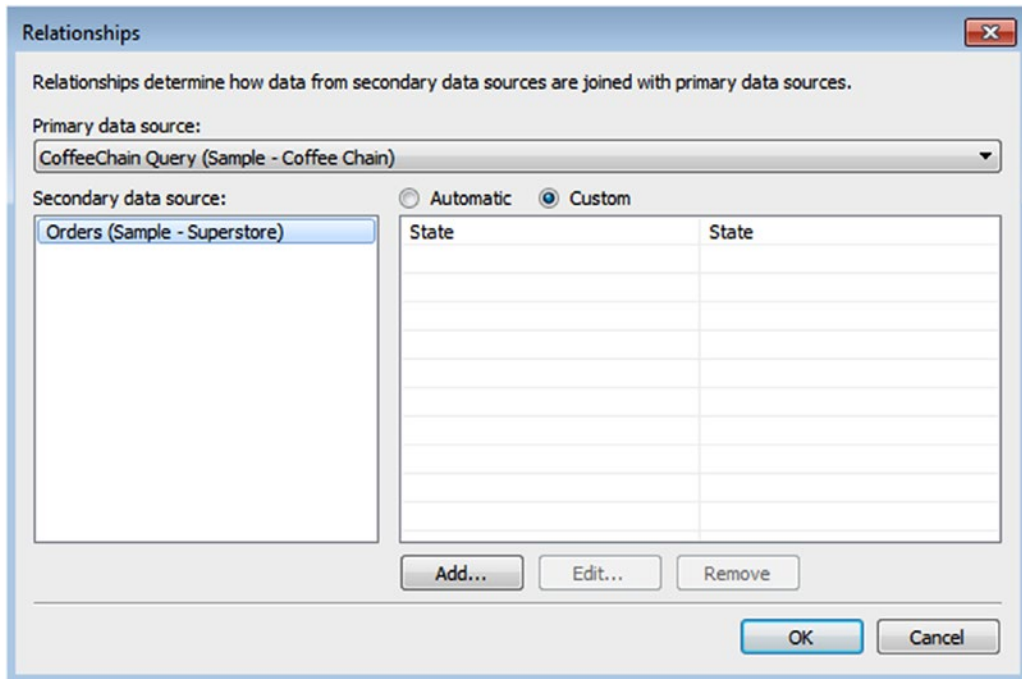 Relationships
Relationships determine how data from secondary data sources are joined with primary data sources.
Primary data source:
CoffeeChain Query (Sample - Coffee Chain)
Secondary data source:
Automatic Custom
Orders (Sample - Superstore)
State State
Add... Edit... Remove
OK Cancel